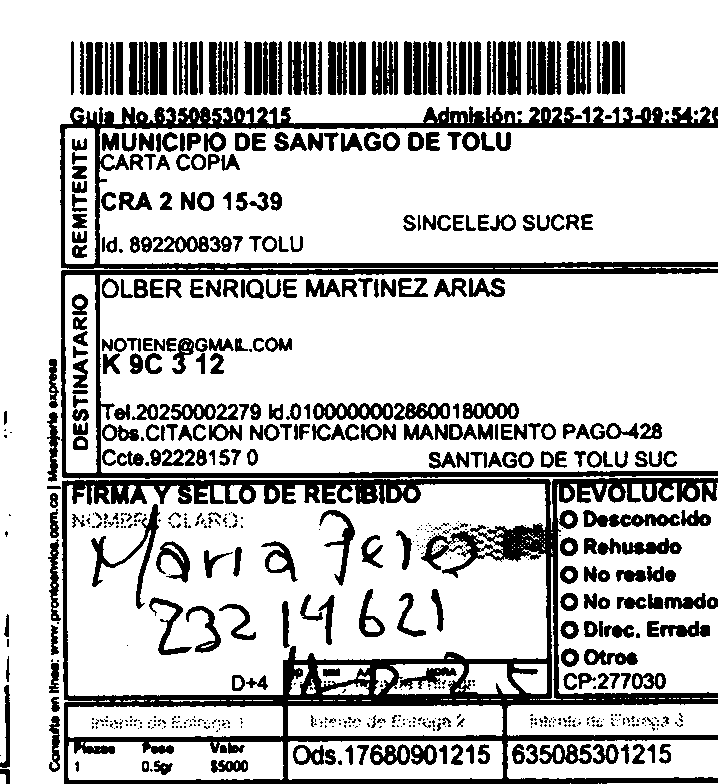 Guia No.635085301215 Admisión: 2025-12-13-09:54:26
REMITENTE
MUNICIPIO DE SANTIAGO DE TOLU
CARTA COPIA
CRA 2 NO 15-39
SINCELEJO SUCRE
Id. 8922008397 TOLU
DESTINATARIO
OLBER ENRIQUE MARTINEZ ARIAS
NOTIENE@GMAIL.COM
K 9C 3 12
Tel.20250002279 Id.01000000028600180000
Obs.CITACION NOTIFICACION MANDAMIENTO PAGO-428
Ccte.92228157 0 SANTIAGO DE TOLU SUC
Consulta en línea: www.prontoenvios.com.co | Mensajería expresa
FIRMA Y SELLO DE RECIBIDO
NOMBRE CLARO:
Maria
23214621
D+4
HORA
DEVOLUCION
Desconocido
Rehusado
No reside
No reclamado
Direc. Errada
Otros
CP:277030
Intento de Entrega 1 Intento de Entrega 2 Intento de Entrega 3
Piezas Peso Valor
1 0.5gr $5000
Ods.17680901215 635085301215